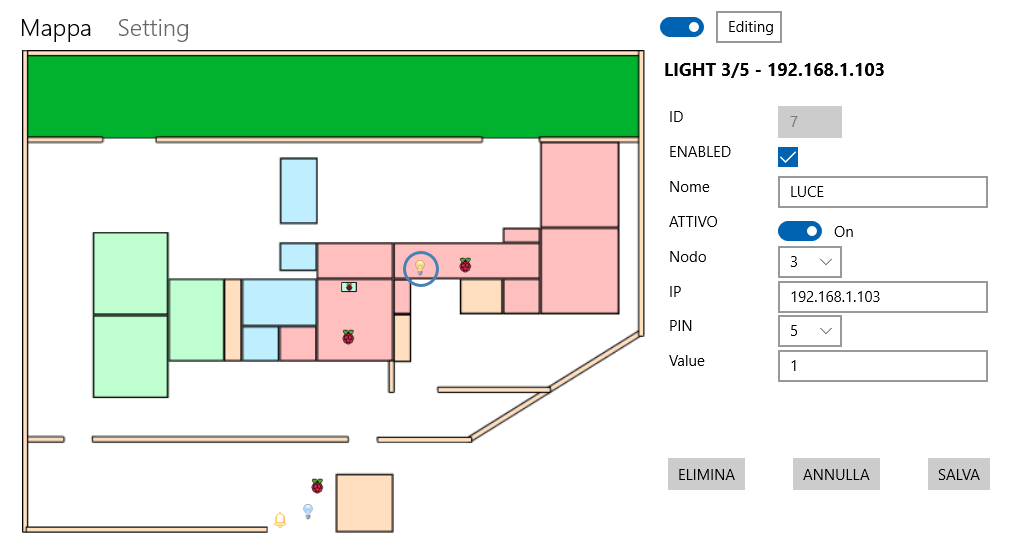 Mappa Setting
Editing
LIGHT 3/5 - 192.168.1.103
ID 7
ENABLED
Nome LUCE
ATTIVO On
Nodo 3
IP 192.168.1.103
PIN 5
Value 1
ELIMINA ANNULLA SALVA